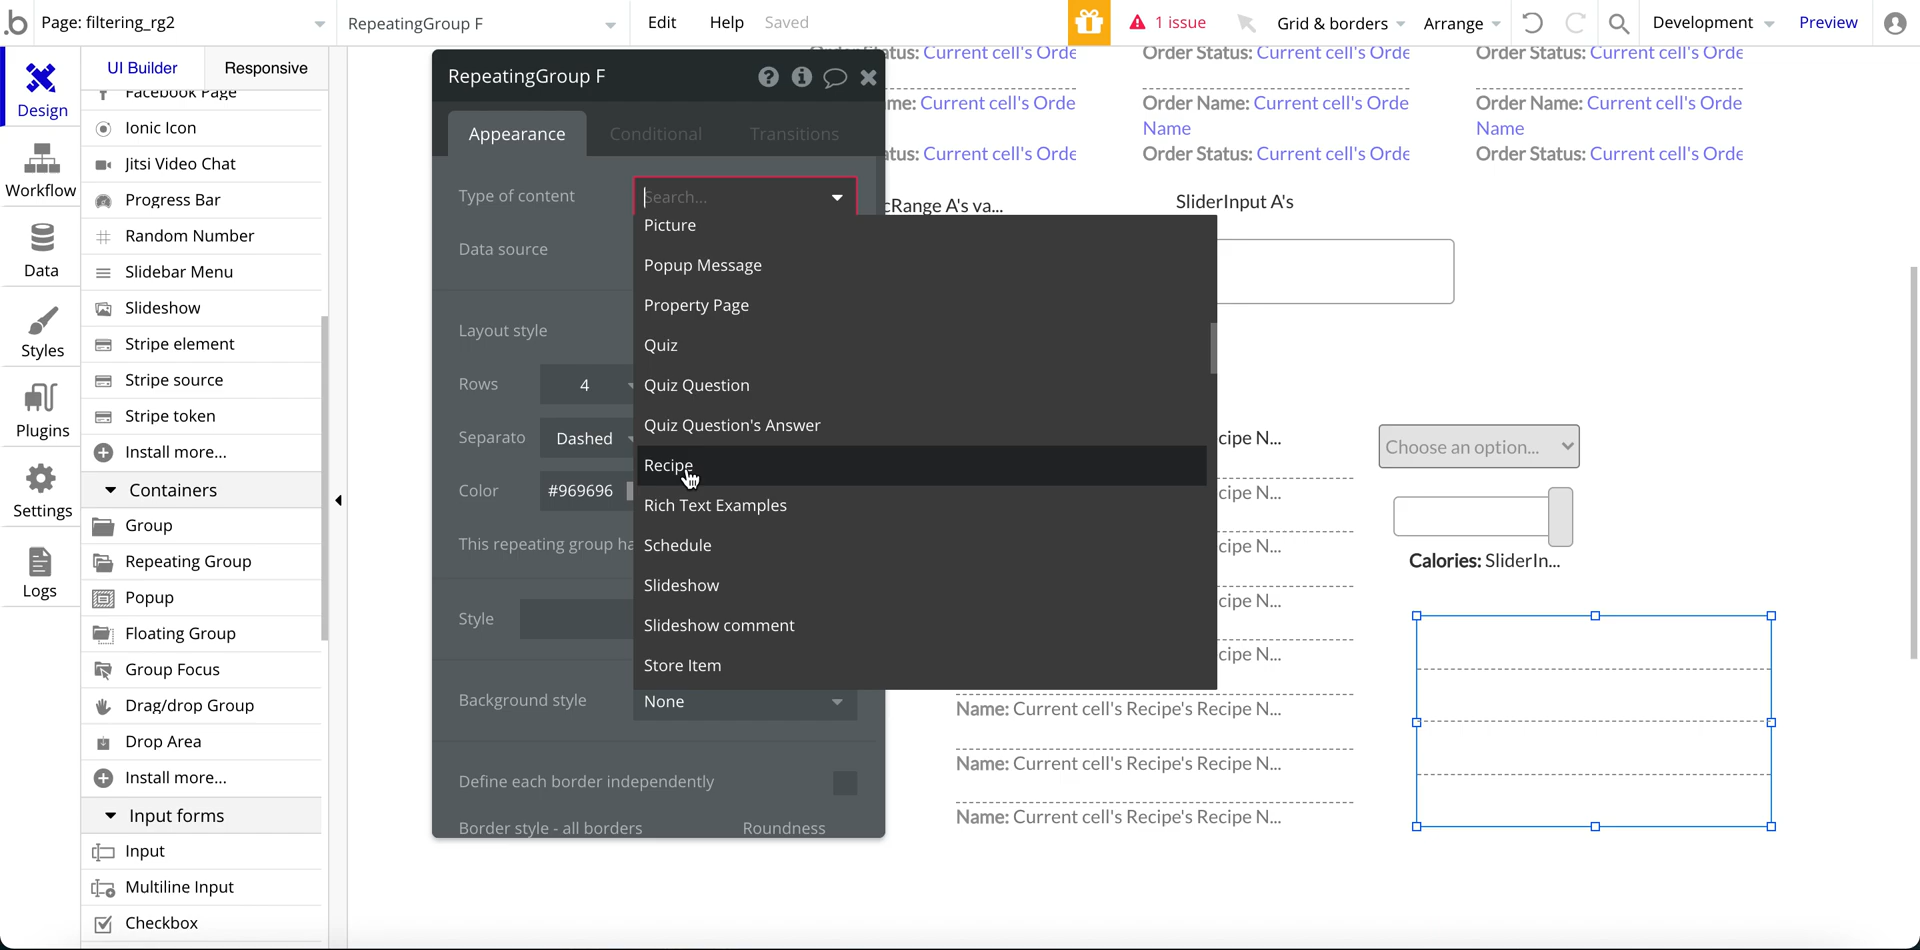 Page: filtering_rg2
RepeatingGroup F
Edit
Help
Saved
1 issue
Grid & borders
Arrange
Development
Preview
Design
Workflow
Data
Styles
Plugins
Settings
Logs
UI Builder
Responsive
Facebook Page
Ionic Icon
Jitsi Video Chat
Progress Bar
Random Number
Slidebar Menu
Slideshow
Stripe element
Stripe source
Stripe token
Install more...
Containers
Group
Repeating Group
Popup
Floating Group
Group Focus
Drag/drop Group
Drop Area
Install more...
Input forms
Input
Multiline Input
Checkbox
RepeatingGroup F
Appearance
Conditional
Transitions
Type of content
Search...
Data source
Layout style
Rows
4
Separato
Dashed
Color
#969696
This repeating group ha
Style
Background style
None
Define each border independently
Border style - all borders
Roundness
Picture
Popup Message
Property Page
Quiz
Quiz Question
Quiz Question's Answer
Recipe
Rich Text Examples
Schedule
Slideshow
Slideshow comment
Store Item
Order Status: Current cell's Orde
Order Status: Current cell's Orde
Order Status: Current cell's Orde
me: Current cell's Orde
Order Name: Current cell's Orde
Name
Order Name: Current cell's Orde
Name
tus: Current cell's Orde
Order Status: Current cell's Orde
Order Status: Current cell's Orde
cRange A's va...
SliderInput A's
cipe N...
cipe N...
cipe N...
cipe N...
cipe N...
Name: Current cell's Recipe's Recipe N...
Name: Current cell's Recipe's Recipe N...
Name: Current cell's Recipe's Recipe N...
Choose an option...
Calories: SliderIn...